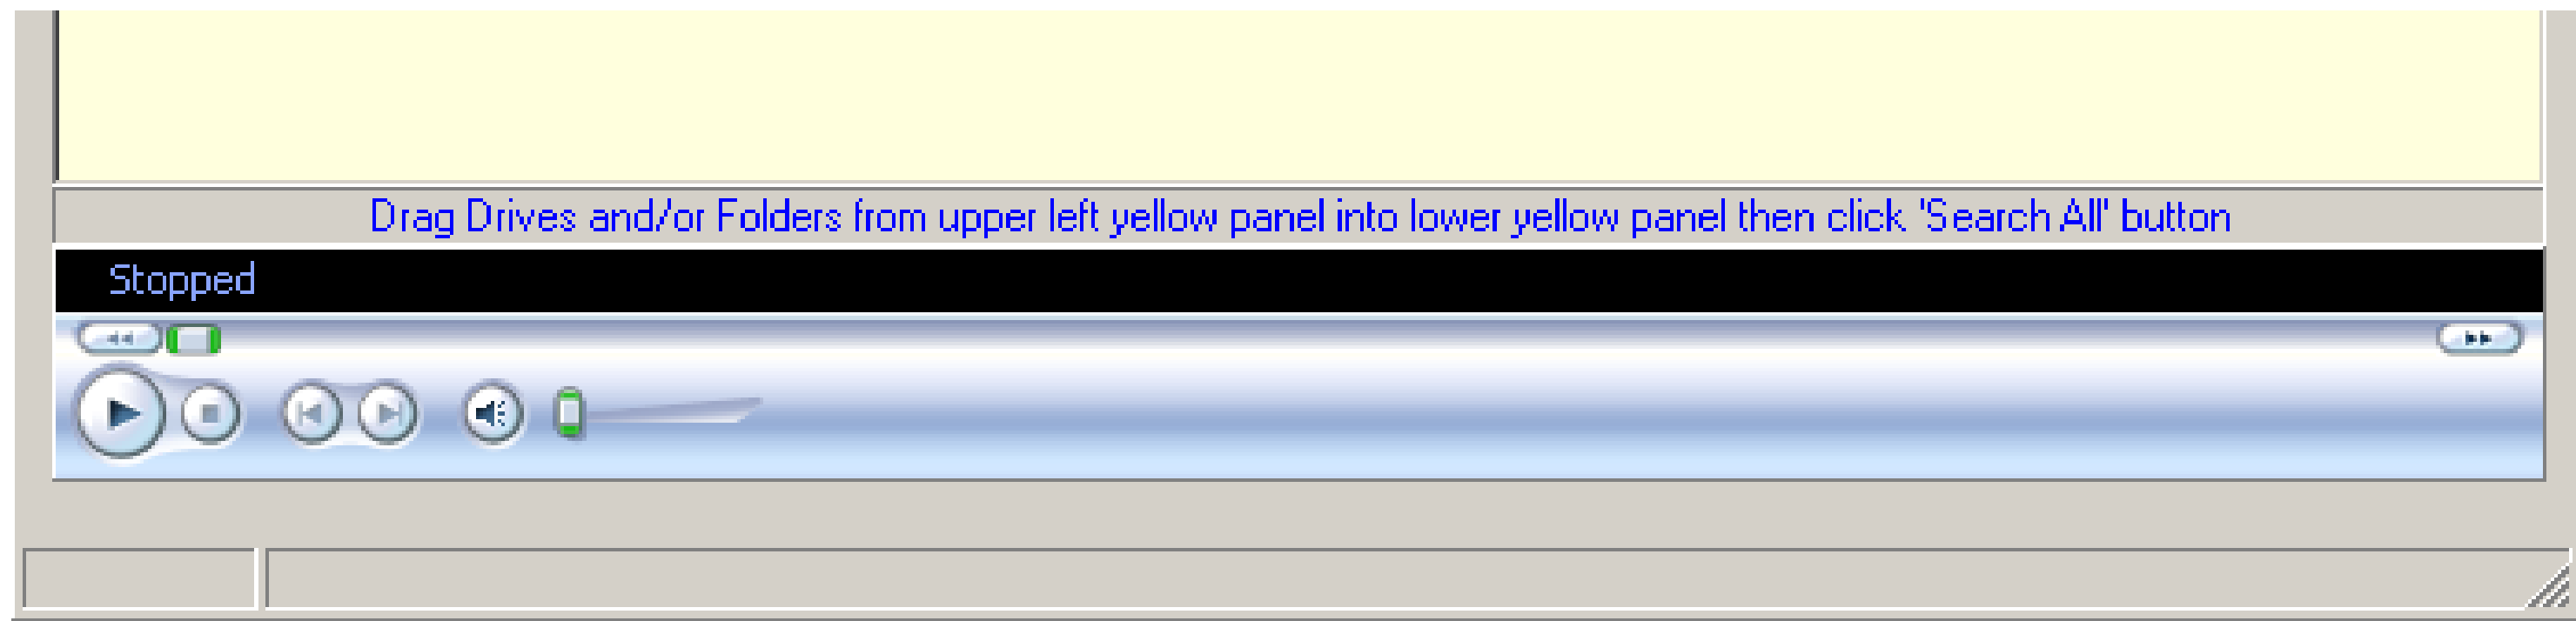 Drag Drives and/or Folders from upper left yellow panel into lower yellow panel then click 'Search All' button
Stopped